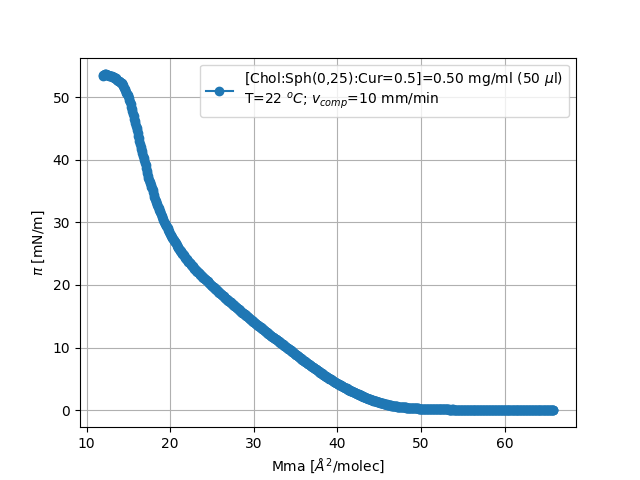 [Chol:Sph(0,25):Cur=0.5]=0.50 mg/ml (50 μl)
T=22 °C; v_comp=10 mm/min
50
40
30
20
10
0
π [mN/m]
10 20 30 40 50 60
Mma [Å²/molec]